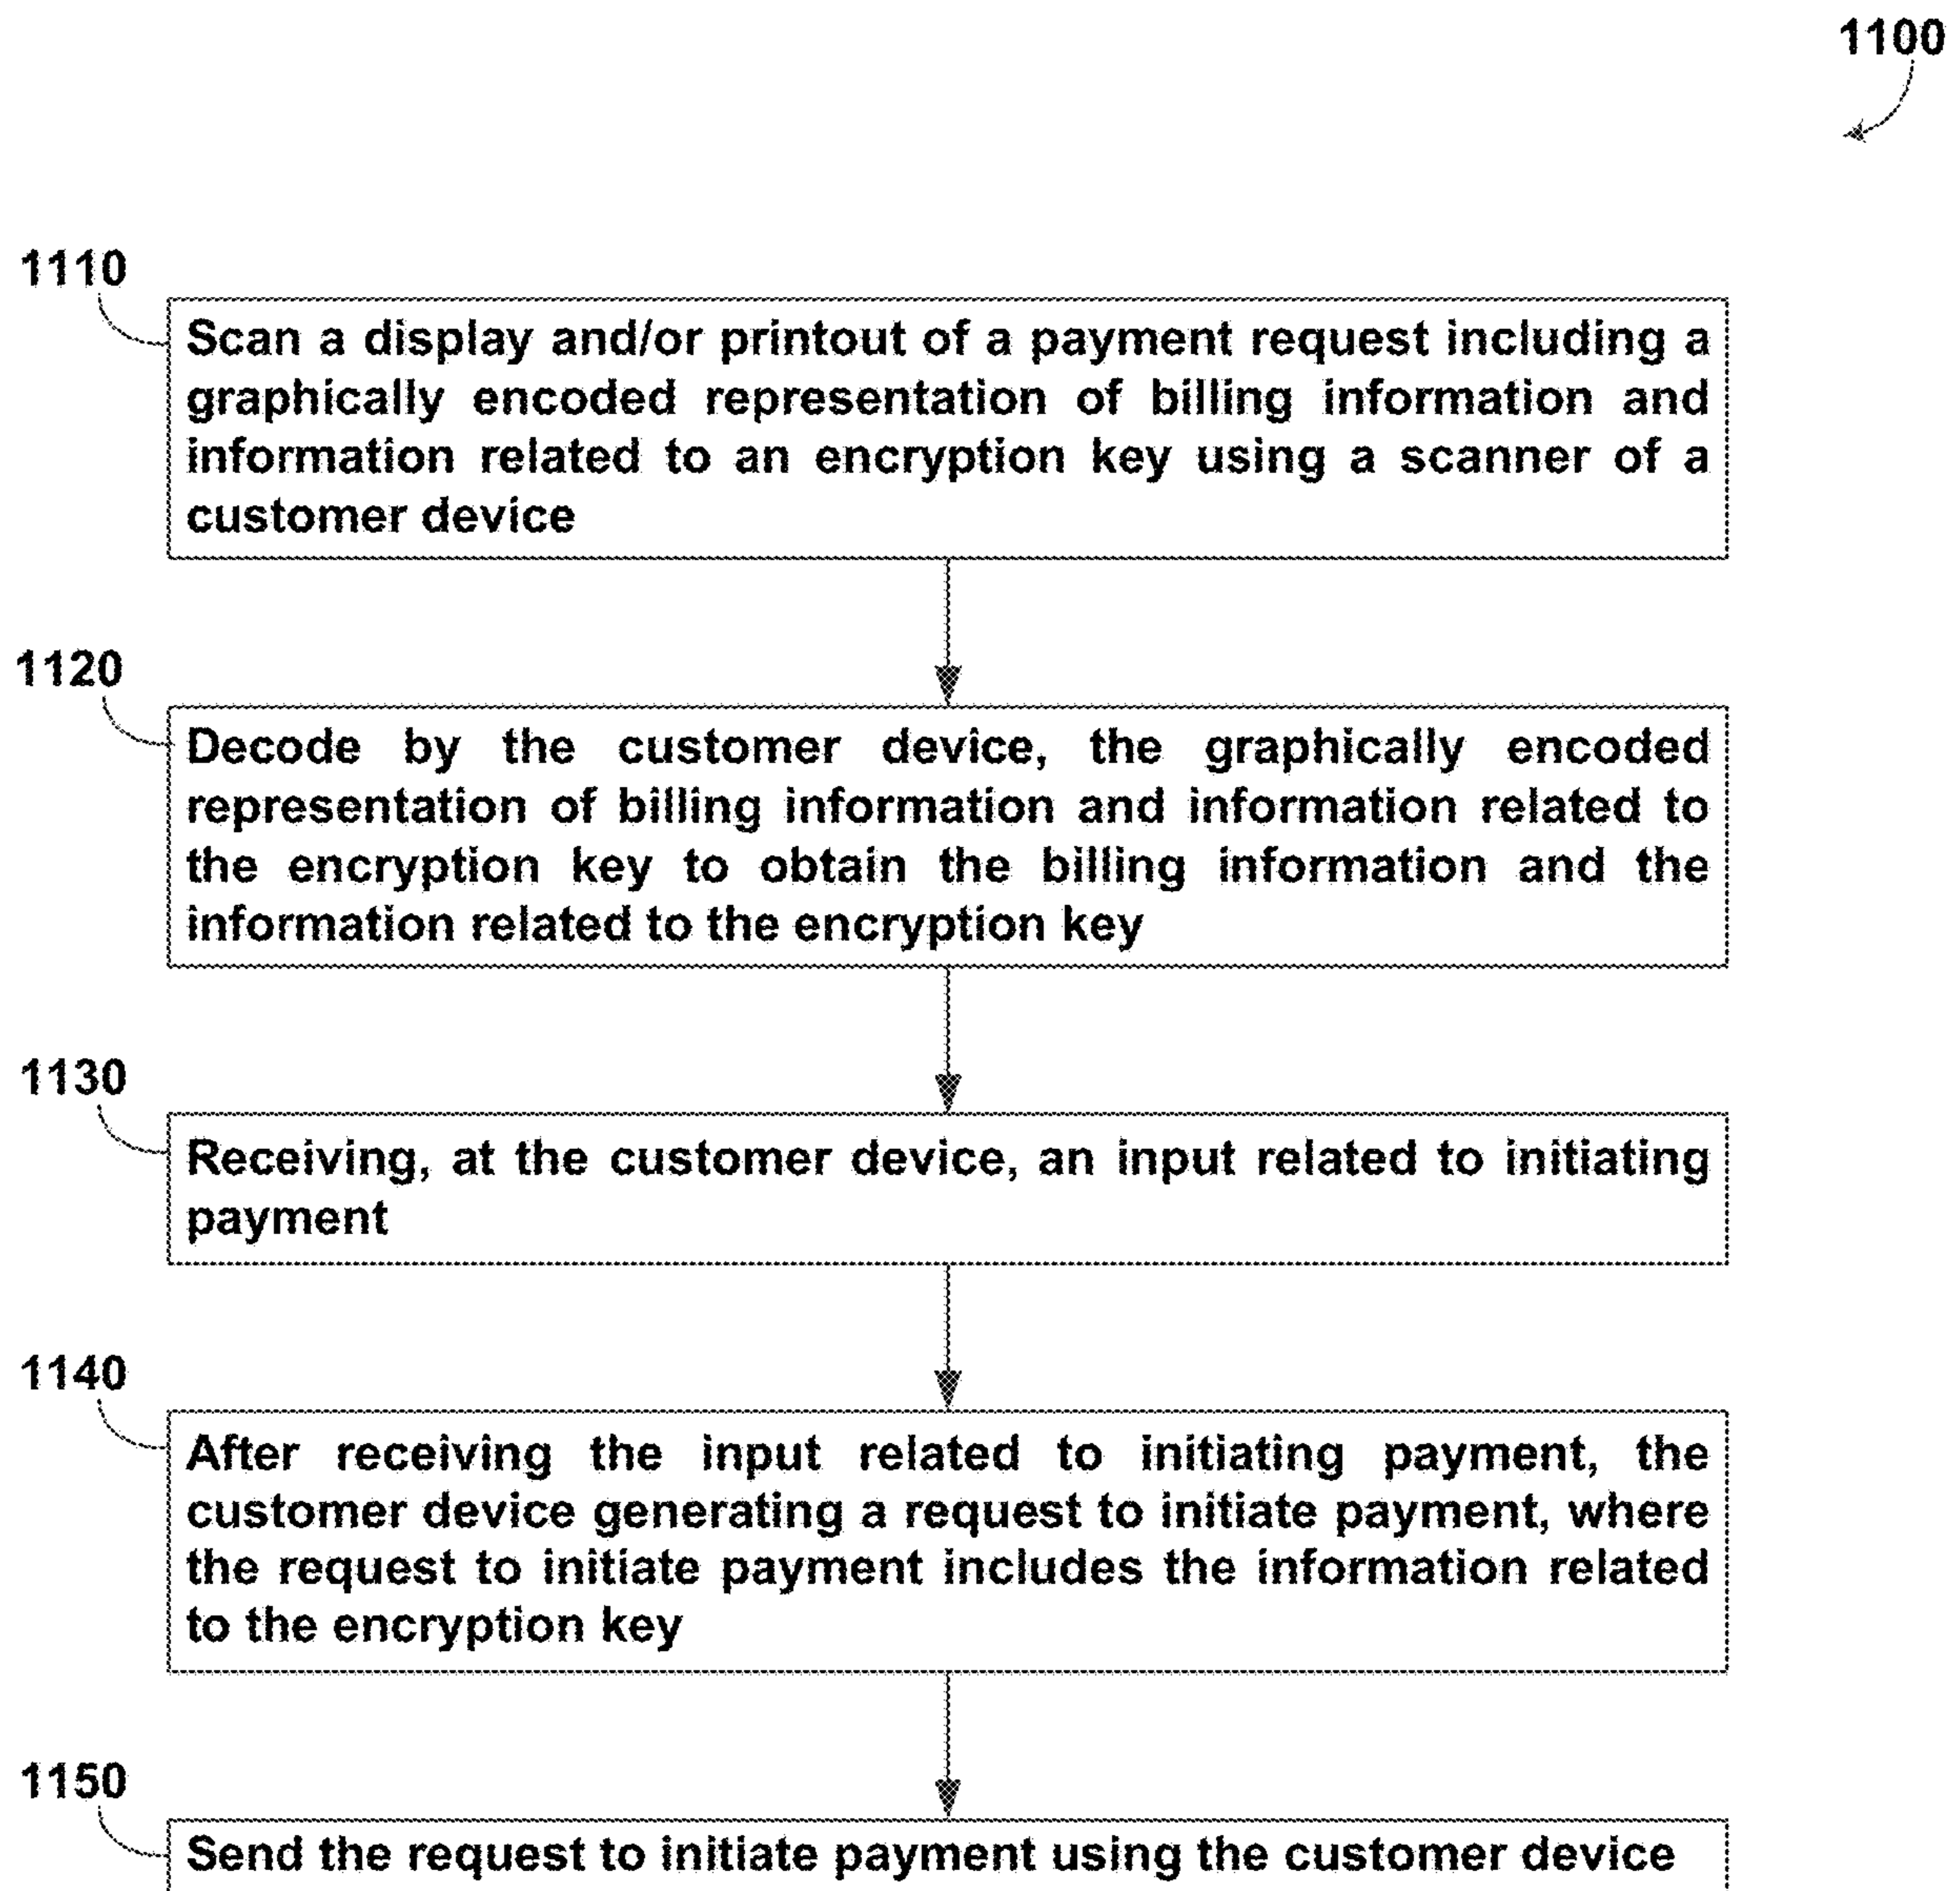 1100
1110
Scan a display and/or printout of a payment request including a
graphically encoded representation of billing information and
information related to an encryption key using a scanner of a
customer device
1120
Decode by the customer device, the graphically encoded
representation of billing information and information related to
the encryption key to obtain the billing information and the
information related to the encryption key
1130
Receiving, at the customer device, an input related to initiating
payment
1140
After receiving the input related to initiating payment, the
customer device generating a request to initiate payment, where
the request to initiate payment includes the information related
to the encryption key
1150
Send the request to initiate payment using the customer device